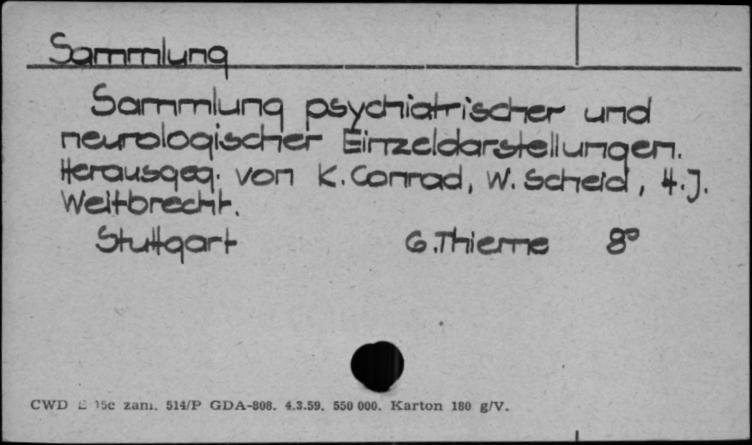 Sammlung
Sammlung psychiatrischer und
neurologischer Einzeldarstellungen.
Herausgeg. von K. Conrad, W. Scheid, H.J.
Weitbrecht.
Stuttgart G. Thieme 8°
CWD zam. 514/P GDA-808. 4.3.59. 550 000. Karton 180 g/V.